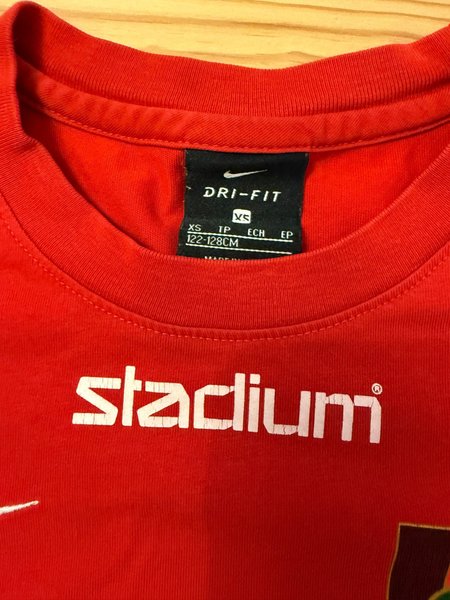 DRI-FIT
XS
XS TP ECH EP
122-128CM
stadium®